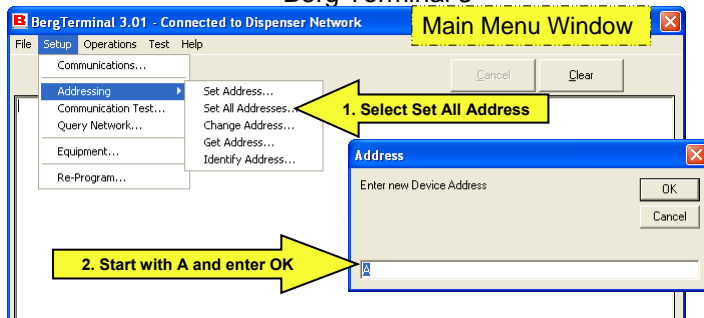 Berg Terminal 3
BergTerminal 3.01 - Connected to Dispenser Network
Main Menu Window
File Setup Operations Test Help
Communications...
Cancel Clear
Addressing
Set Address...
Communication Test...
Set All Addresses...
1. Select Set All Address
Query Network...
Change Address...
Get Address...
Equipment...
Identify Address...
Address
Re-Program...
Enter new Device Address
OK
Cancel
2. Start with A and enter OK
A